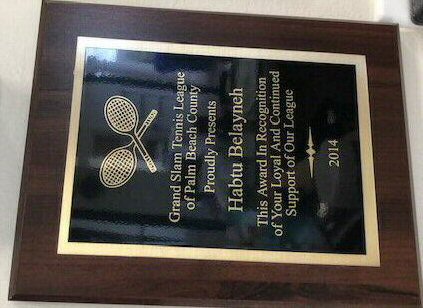 Grand Slam Tennis League
of Palm Beach County
Proudly Presents
Habtu Belayneh
This Award In Recognition
of Your Loyal And Continued
Support of Our League
2014